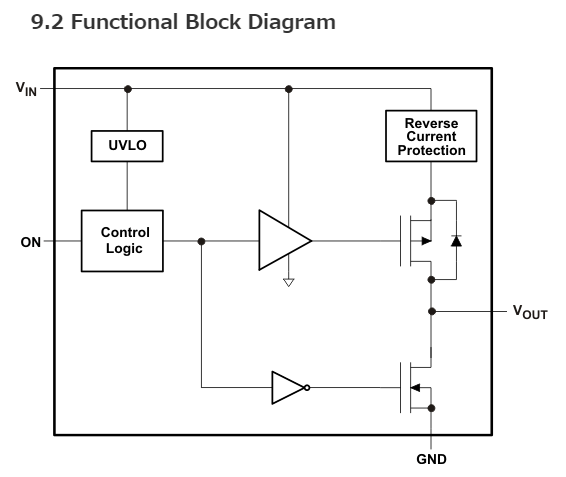 9.2 Functional Block Diagram
VIN
Reverse
Current
Protection
UVLO
Control
Logic
ON
VOUT
GND